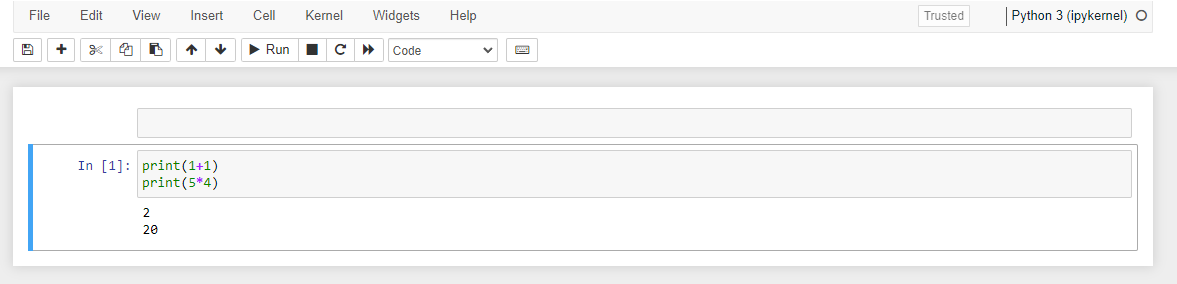 File Edit View Insert Cell Kernel Widgets Help Trusted Python 3 (ipykernel)
Run Code
In [1]: print(1+1)
print(5*4)
2
20